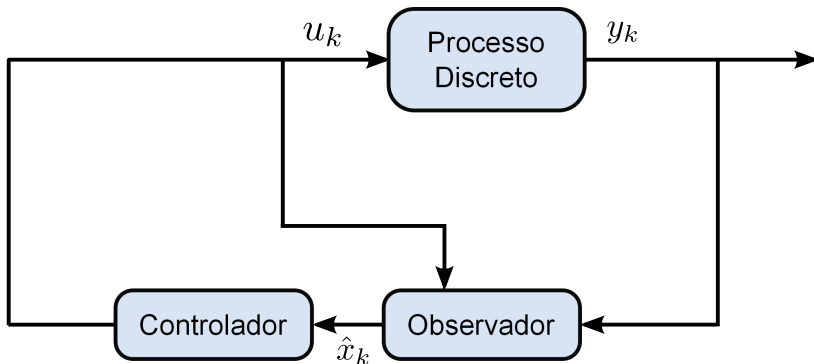 u_k
Processo
Discreto
y_k
Controlador
x̂_k
Observador